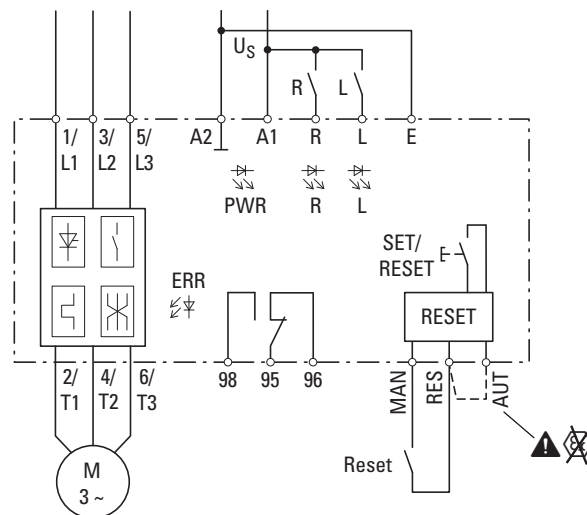 US
R L
1/ 3/ 5/ A2 A1 R L E
L1 L2 L3
PWR R L
SET/
RESET
ERR
RESET
2/ 4/ 6/ 98 95 96 MAN RES AUT
T1 T2 T3
M
3 ~
Reset